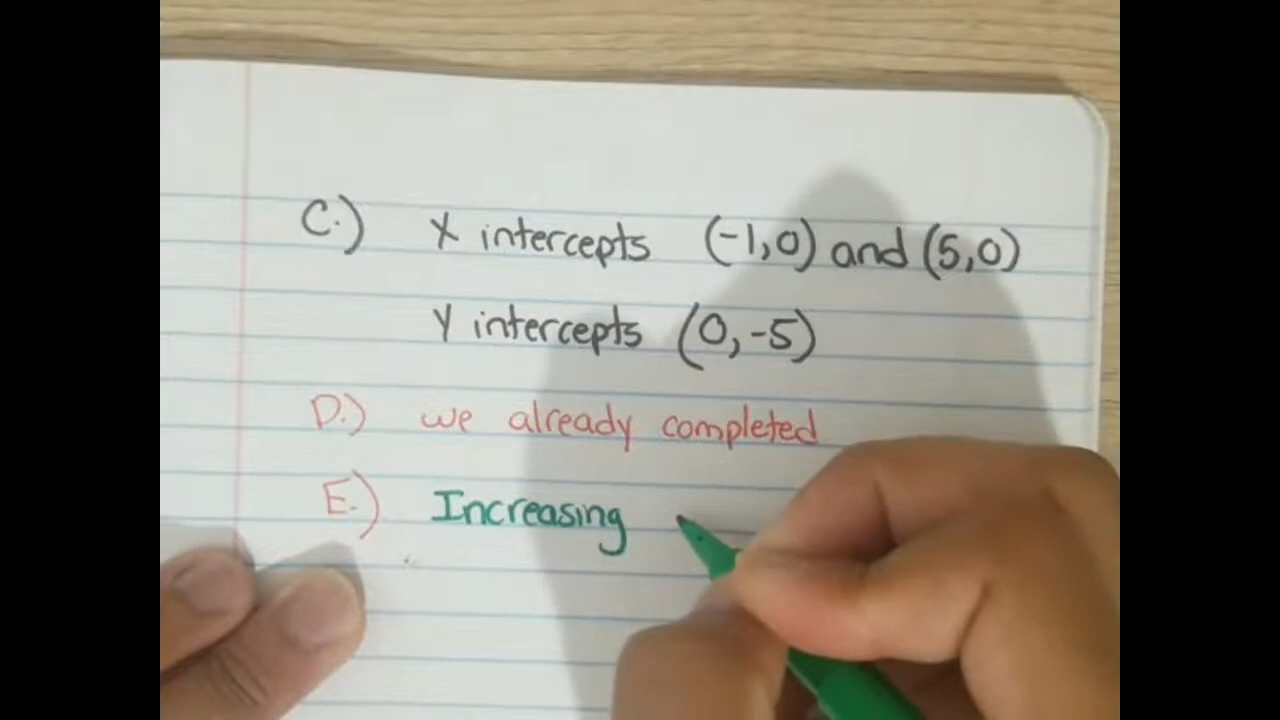 C.) X intercepts (-1,0) and (5,0)
Y intercepts (0,-5)
D.) we already completed
E.) Increasing